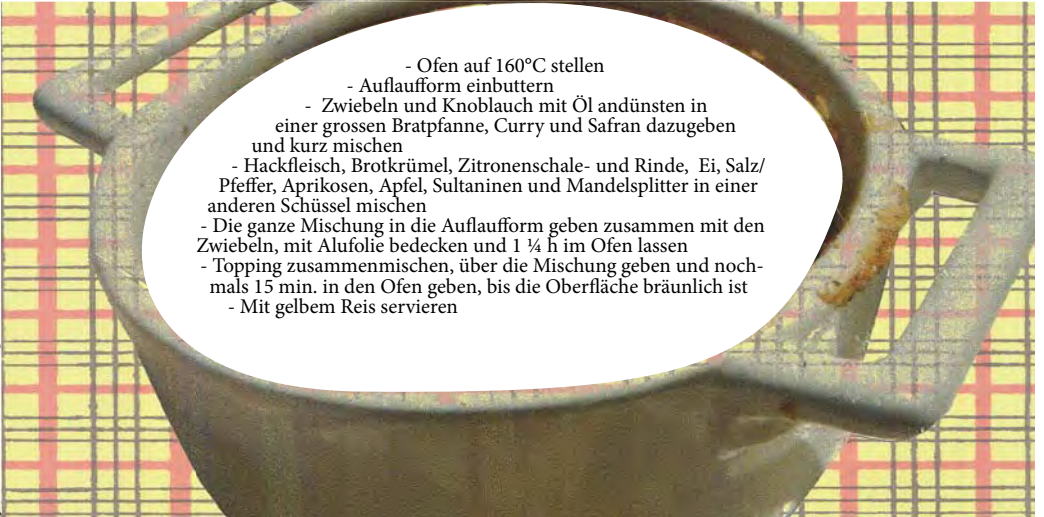 - Ofen auf 160°C stellen
- Auflaufform einbuttern
- Zwiebeln und Knoblauch mit Öl andünsten in
einer grossen Bratpfanne, Curry und Safran dazugeben
und kurz mischen
- Hackfleisch, Brotkrümel, Zitronenschale- und Rinde, Ei, Salz/
Pfeffer, Aprikosen, Apfel, Sultaninen und Mandelsplitter in einer
anderen Schüssel mischen
- Die ganze Mischung in die Auflaufform geben zusammen mit den
Zwiebeln, mit Alufolie bedecken und 1 ¼ h im Ofen lassen
- Topping zusammenmischen, über die Mischung geben und noch-
mals 15 min. in den Ofen geben, bis die Oberfläche bräunlich ist
- Mit gelbem Reis servieren